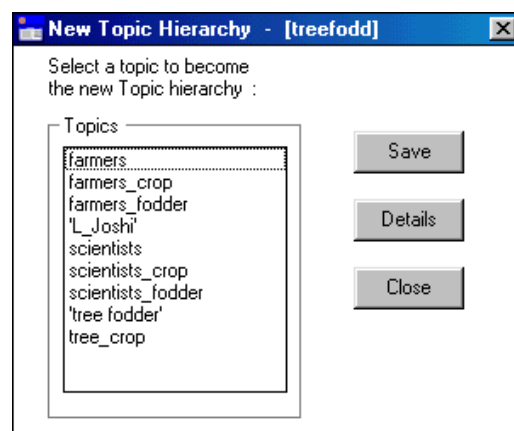 New Topic Hierarchy - [treefodd]
Select a topic to become
the new Topic hierarchy :
Topics
farmers
farmers_crop
farmers_fodder
'L_Joshi'
scientists
scientists_crop
scientists_fodder
'tree fodder'
tree_crop
Save
Details
Close